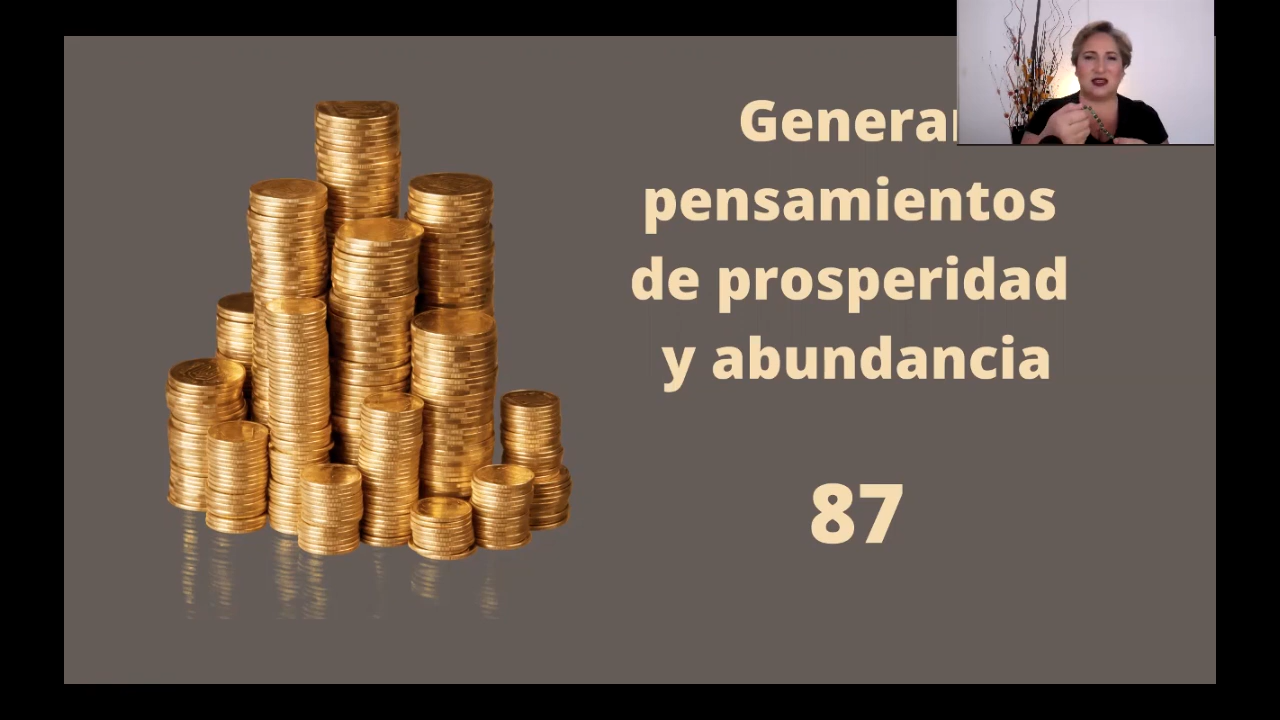 Generar
pensamientos
de prosperidad
y abundancia
87